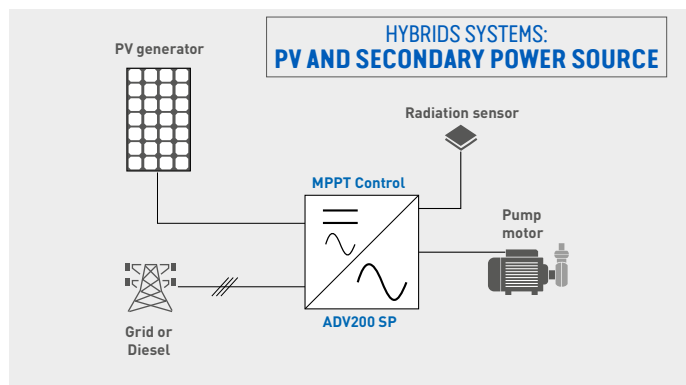 HYBRIDS SYSTEMS:
PV AND SECONDARY POWER SOURCE
PV generator
Radiation sensor
MPPT Control
Pump
motor
Grid or
Diesel
ADV200 SP